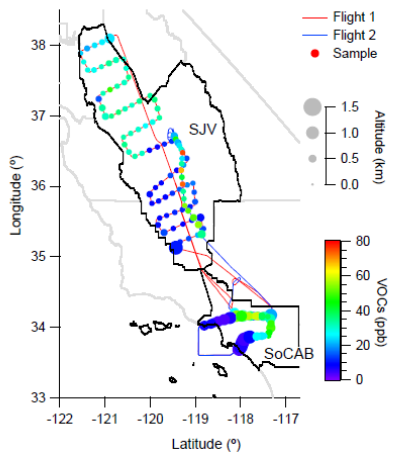 Flight 1
Flight 2
Sample
38
37
36
35
34
33
Longitude (º)
-122
-121
-120
-119
-118
-117
Latitude (º)
SJV
SoCAB
1.5
1.0
0.5
0.0
Altitude (km)
80
60
40
20
0
VOCs (ppb)